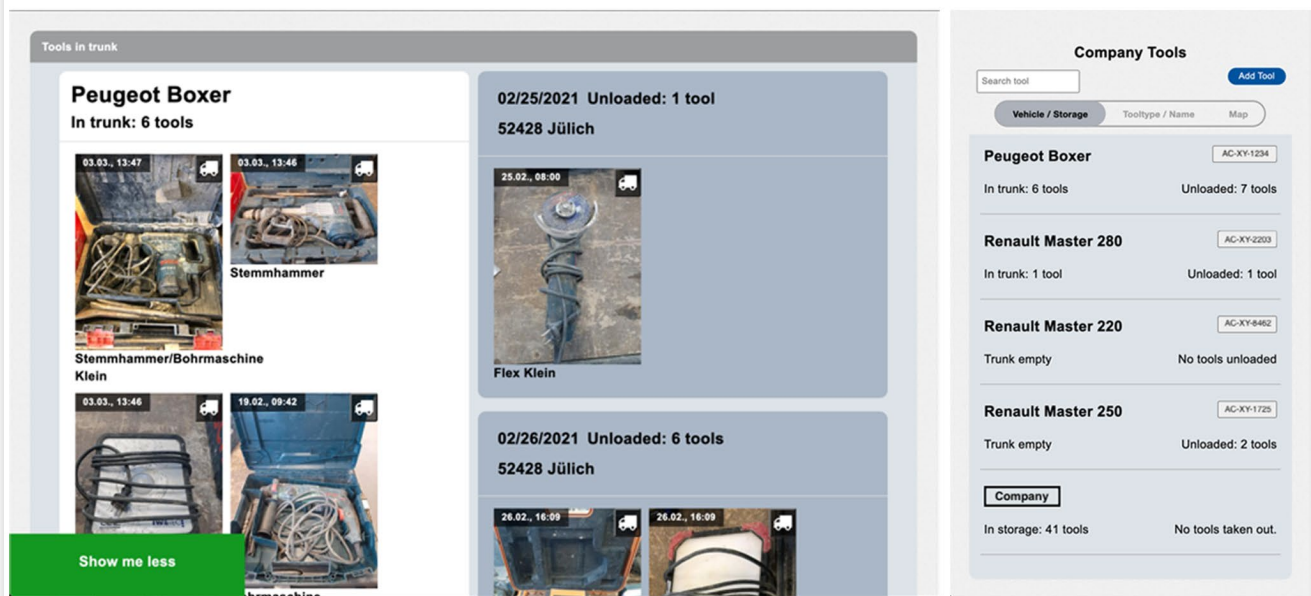 Tools in trunk
Peugeot Boxer
In trunk: 6 tools
03.03., 13:47
03.03., 13:46
Stemmhammer
Stemmhammer/Bohrmaschine
Klein
03.03., 13:46
19.02., 09:42
Show me less
02/25/2021 Unloaded: 1 tool
52428 Jülich
25.02., 08:00
Flex Klein
02/26/2021 Unloaded: 6 tools
52428 Jülich
26.02., 16:09
26.02., 16:09
Company Tools
Search tool
Add Tool
Vehicle / Storage
Tooltype / Name
Map
Peugeot Boxer
AC-XY-1234
In trunk: 6 tools
Unloaded: 7 tools
Renault Master 280
AC-XY-2203
In trunk: 1 tool
Unloaded: 1 tool
Renault Master 220
AC-XY-8462
Trunk empty
No tools unloaded
Renault Master 250
AC-XY-1725
Trunk empty
Unloaded: 2 tools
Company
In storage: 41 tools
No tools taken out.